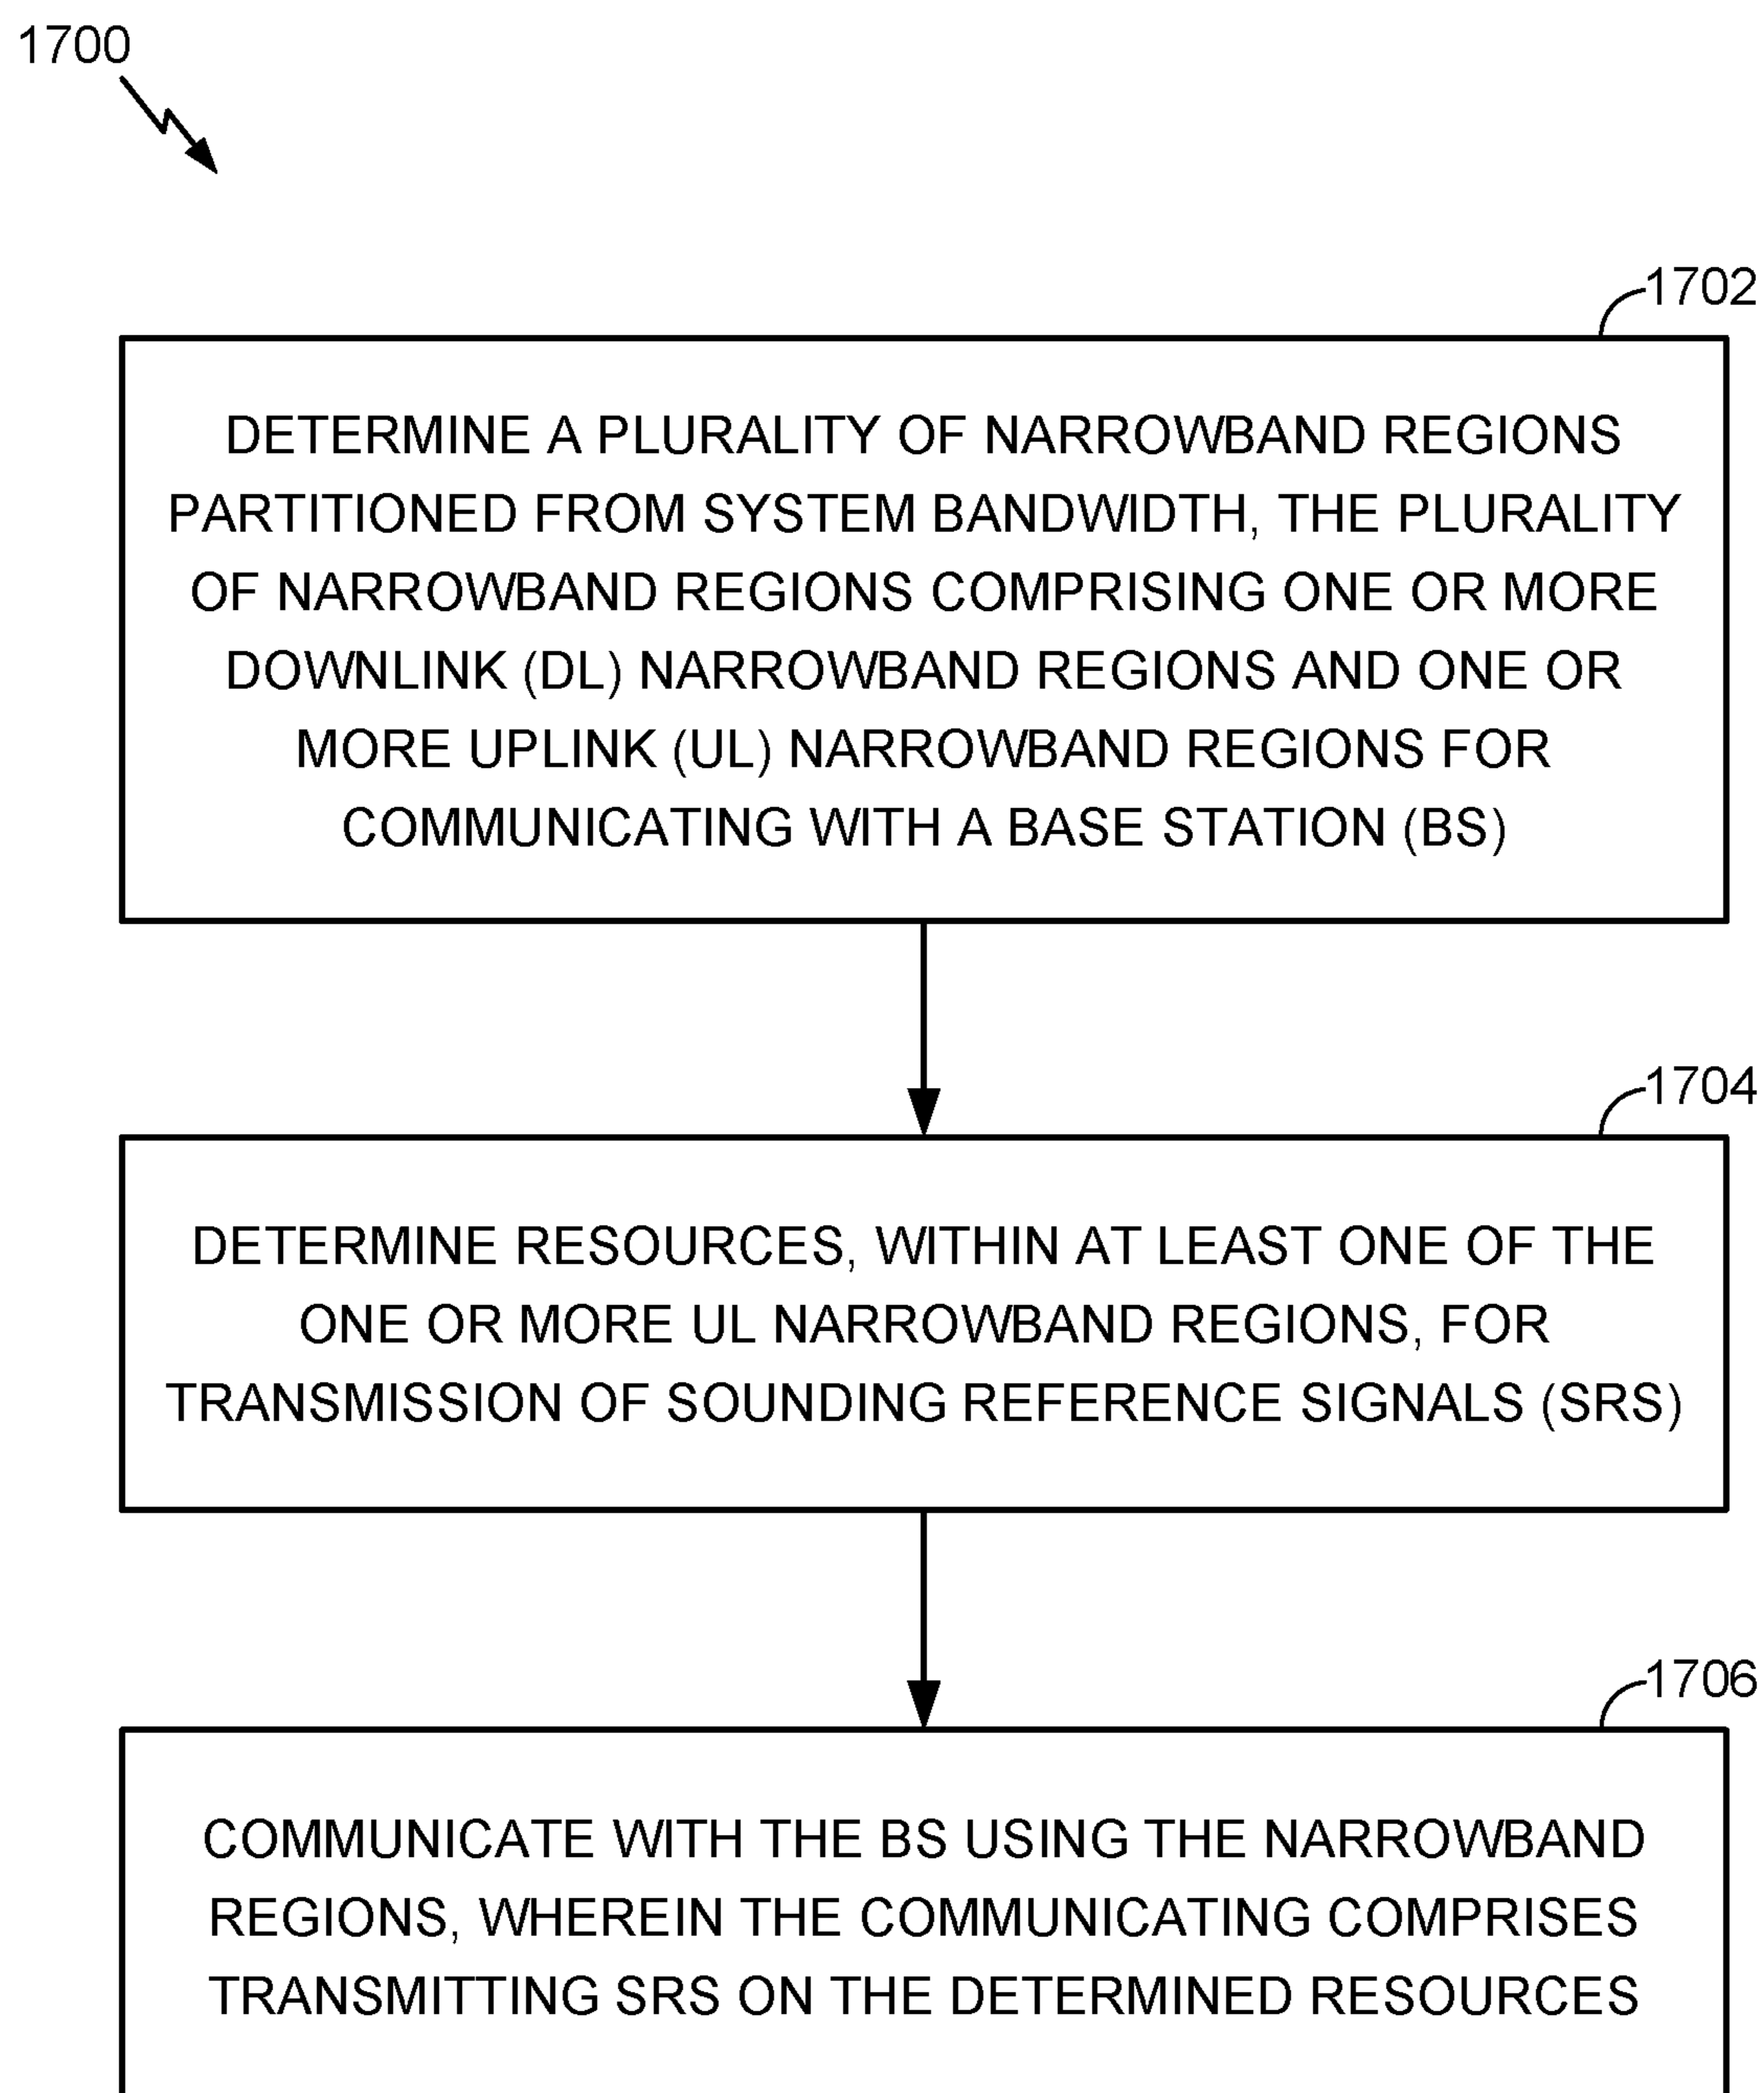 1700
1702
DETERMINE A PLURALITY OF NARROWBAND REGIONS
PARTITIONED FROM SYSTEM BANDWIDTH, THE PLURALITY
OF NARROWBAND REGIONS COMPRISING ONE OR MORE
DOWNLINK (DL) NARROWBAND REGIONS AND ONE OR
MORE UPLINK (UL) NARROWBAND REGIONS FOR
COMMUNICATING WITH A BASE STATION (BS)
1704
DETERMINE RESOURCES, WITHIN AT LEAST ONE OF THE
ONE OR MORE UL NARROWBAND REGIONS, FOR
TRANSMISSION OF SOUNDING REFERENCE SIGNALS (SRS)
1706
COMMUNICATE WITH THE BS USING THE NARROWBAND
REGIONS, WHEREIN THE COMMUNICATING COMPRISES
TRANSMITTING SRS ON THE DETERMINED RESOURCES